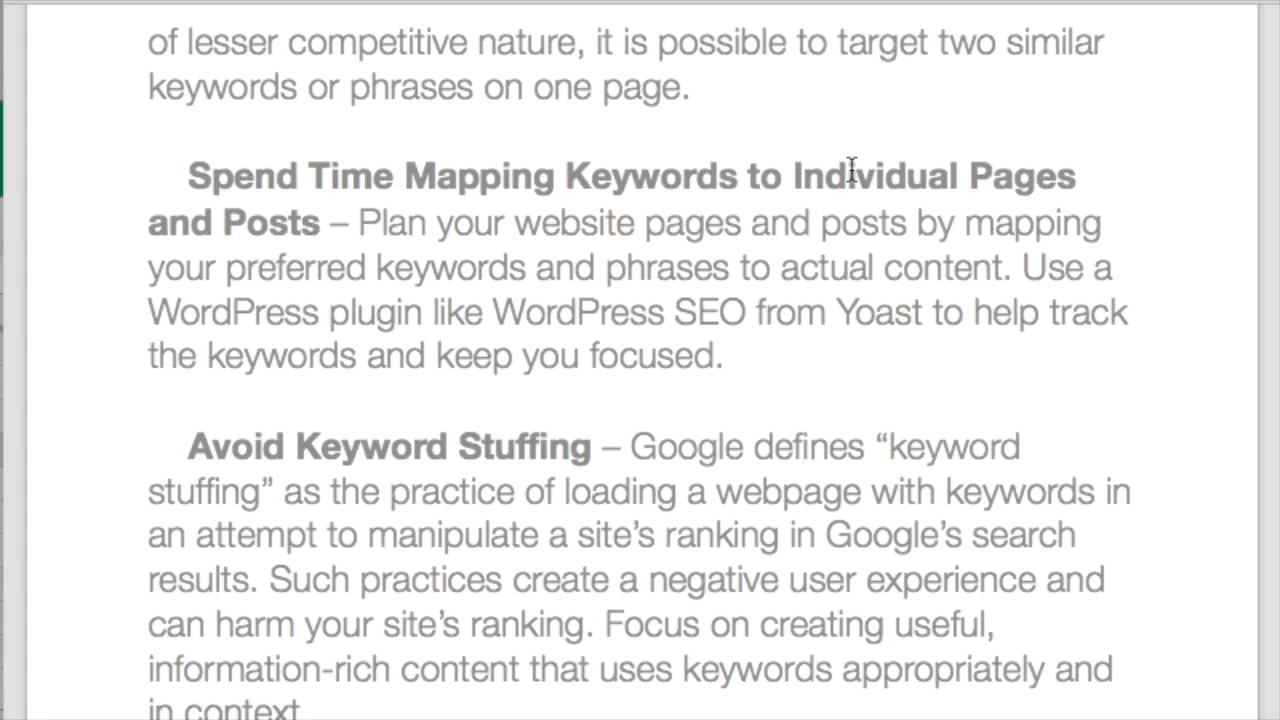 of lesser competitive nature, it is possible to target two similar
keywords or phrases on one page.
Spend Time Mapping Keywords to Individual Pages
and Posts – Plan your website pages and posts by mapping
your preferred keywords and phrases to actual content. Use a
WordPress plugin like WordPress SEO from Yoast to help track
the keywords and keep you focused.
Avoid Keyword Stuffing – Google defines “keyword
stuffing” as the practice of loading a webpage with keywords in
an attempt to manipulate a site’s ranking in Google’s search
results. Such practices create a negative user experience and
can harm your site’s ranking. Focus on creating useful,
information-rich content that uses keywords appropriately and
in context